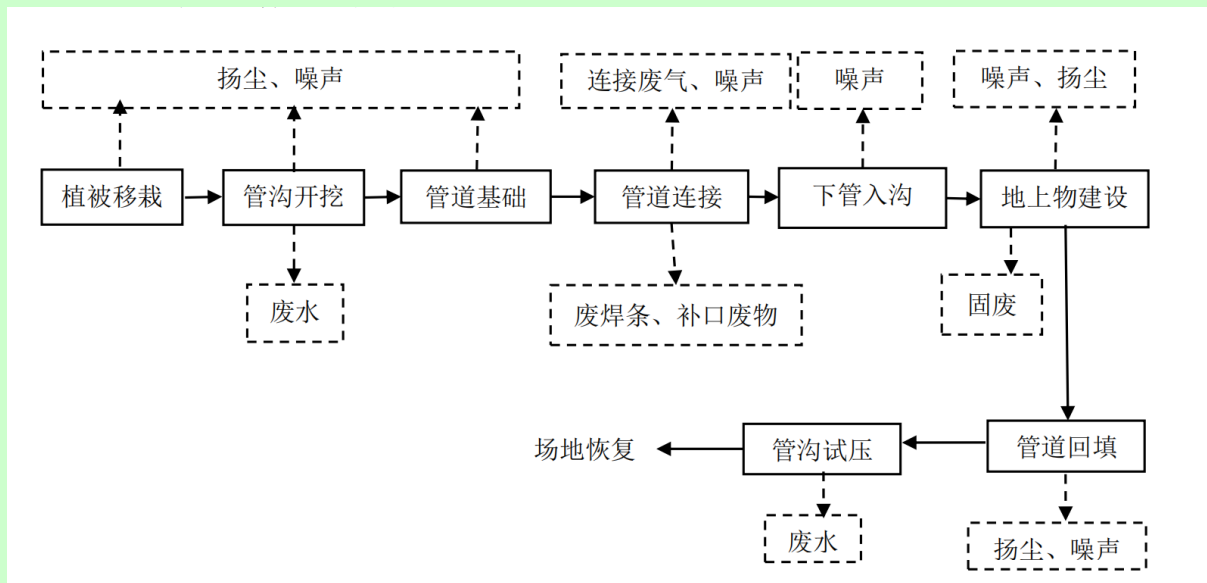 扬尘、噪声
连接废气、噪声
噪声
噪声、扬尘
植被移栽
管沟开挖
管道基础
管道连接
下管入沟
地上物建设
废水
废焊条、补口废物
固废
场地恢复
管沟试压
管道回填
废水
扬尘、噪声